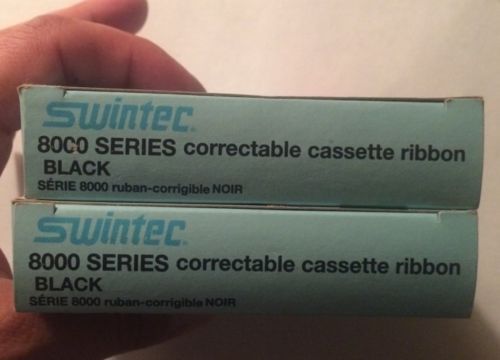 Swintec
8000 SERIES correctable cassette ribbon
BLACK
SÉRIE 8000 ruban-corrigible NOIR
Swintec
8000 SERIES correctable cassette ribbon
BLACK
SÉRIE 8000 ruban-corrigible NOIR